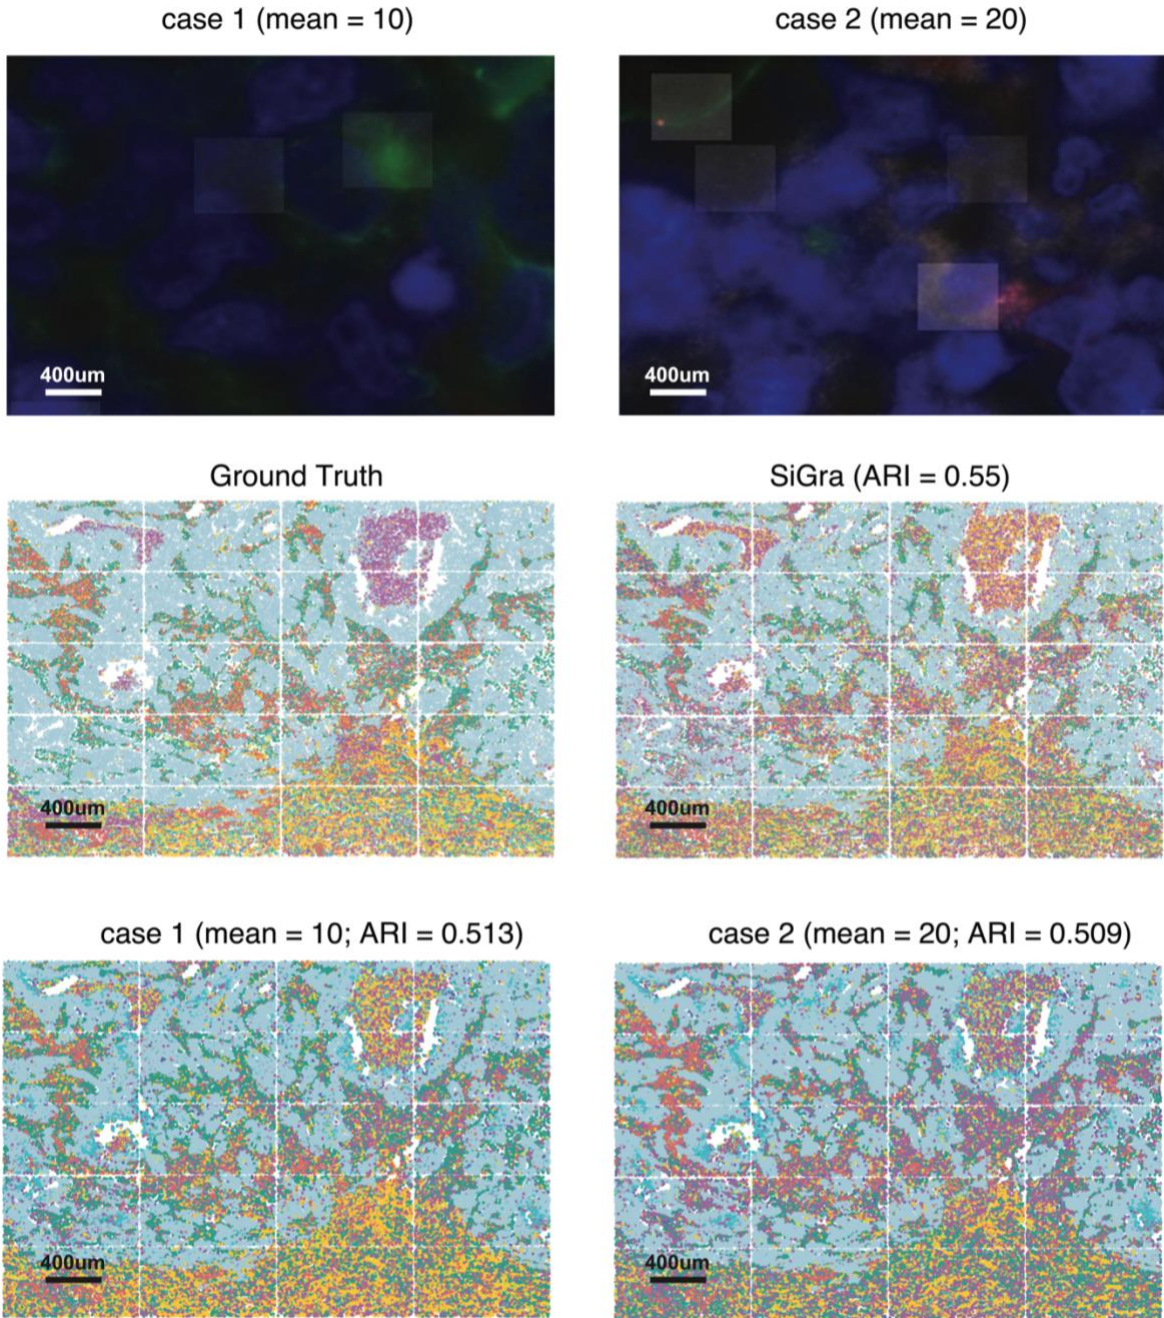 case 1 (mean = 10)
case 2 (mean = 20)
400um
400um
Ground Truth
SiGra (ARI = 0.55)
400um
400um
case 1 (mean = 10; ARI = 0.513)
case 2 (mean = 20; ARI = 0.509)
400um
400um